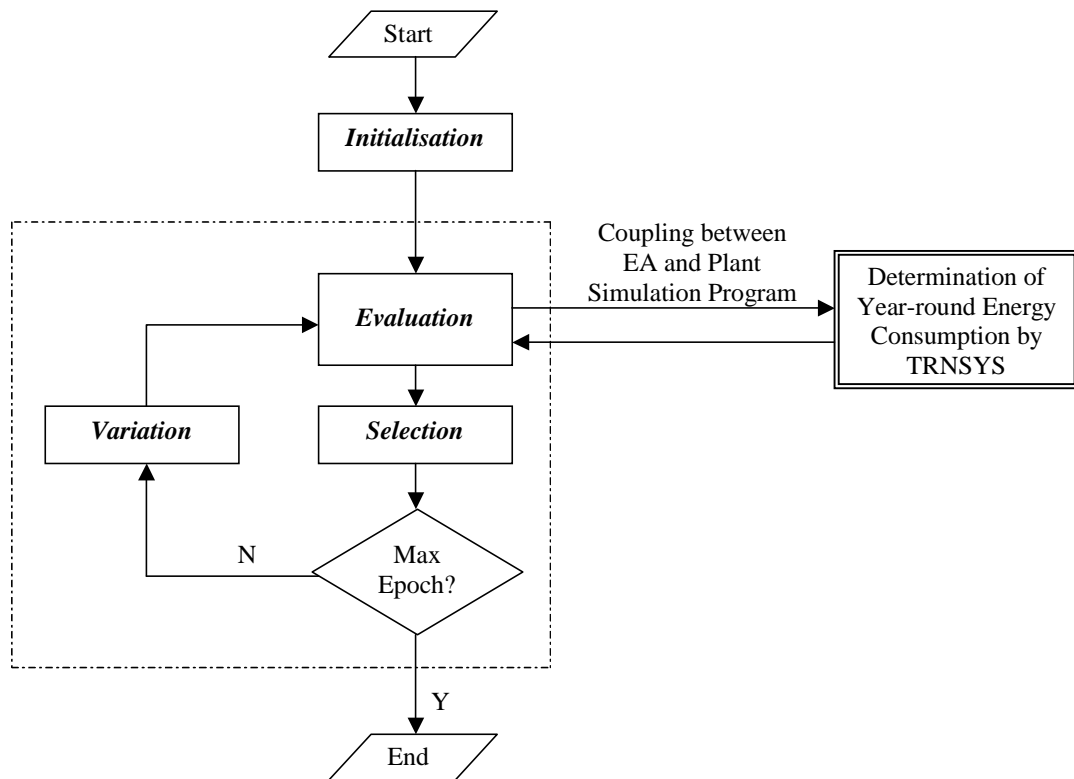 Start
Initialisation
Coupling between
EA and Plant
Simulation Program
Evaluation
Determination of
Year-round Energy
Consumption by
TRNSYS
Variation
Selection
N
Max
Epoch?
Y
End